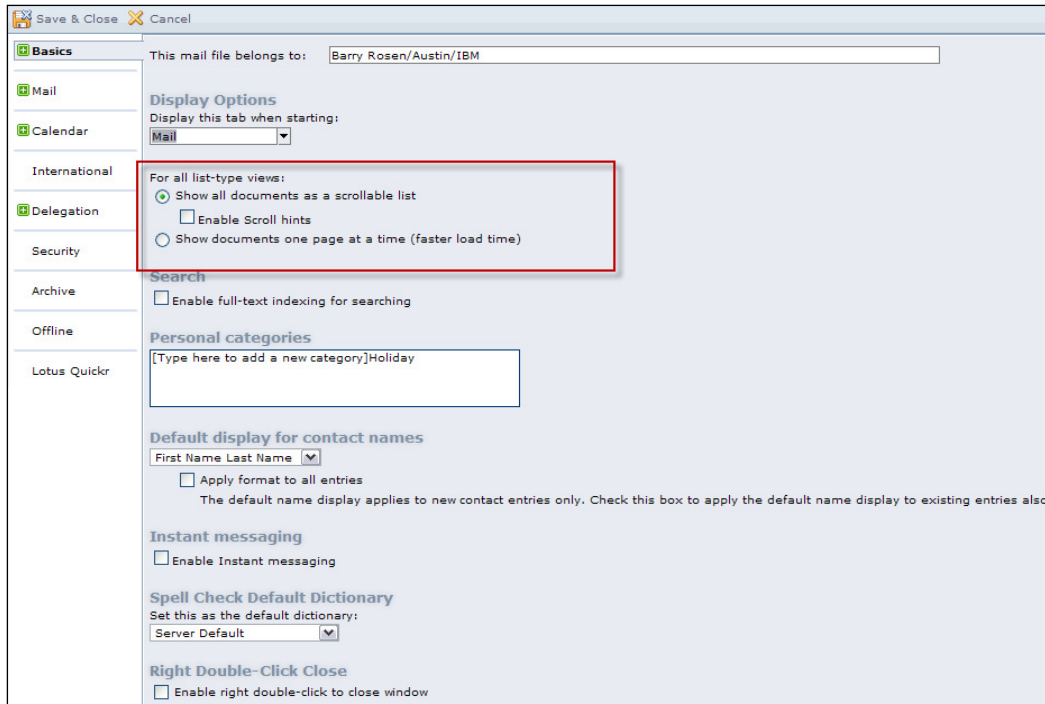 Save & Close Cancel
Basics
Mail
Calendar
International
Delegation
Security
Archive
Offline
Lotus Quickr
This mail file belongs to: Barry Rosen/Austin/IBM
Display Options
Display this tab when starting:
Mail
For all list-type views:
Show all documents as a scrollable list
Enable Scroll hints
Show documents one page at a time (faster load time)
Search
Enable full-text indexing for searching
Personal categories
[Type here to add a new category]Holiday
Default display for contact names
First Name Last Name
Apply format to all entries
The default name display applies to new contact entries only. Check this box to apply the default name display to existing entries also
Instant messaging
Enable Instant messaging
Spell Check Default Dictionary
Set this as the default dictionary:
Server Default
Right Double-Click Close
Enable right double-click to close window